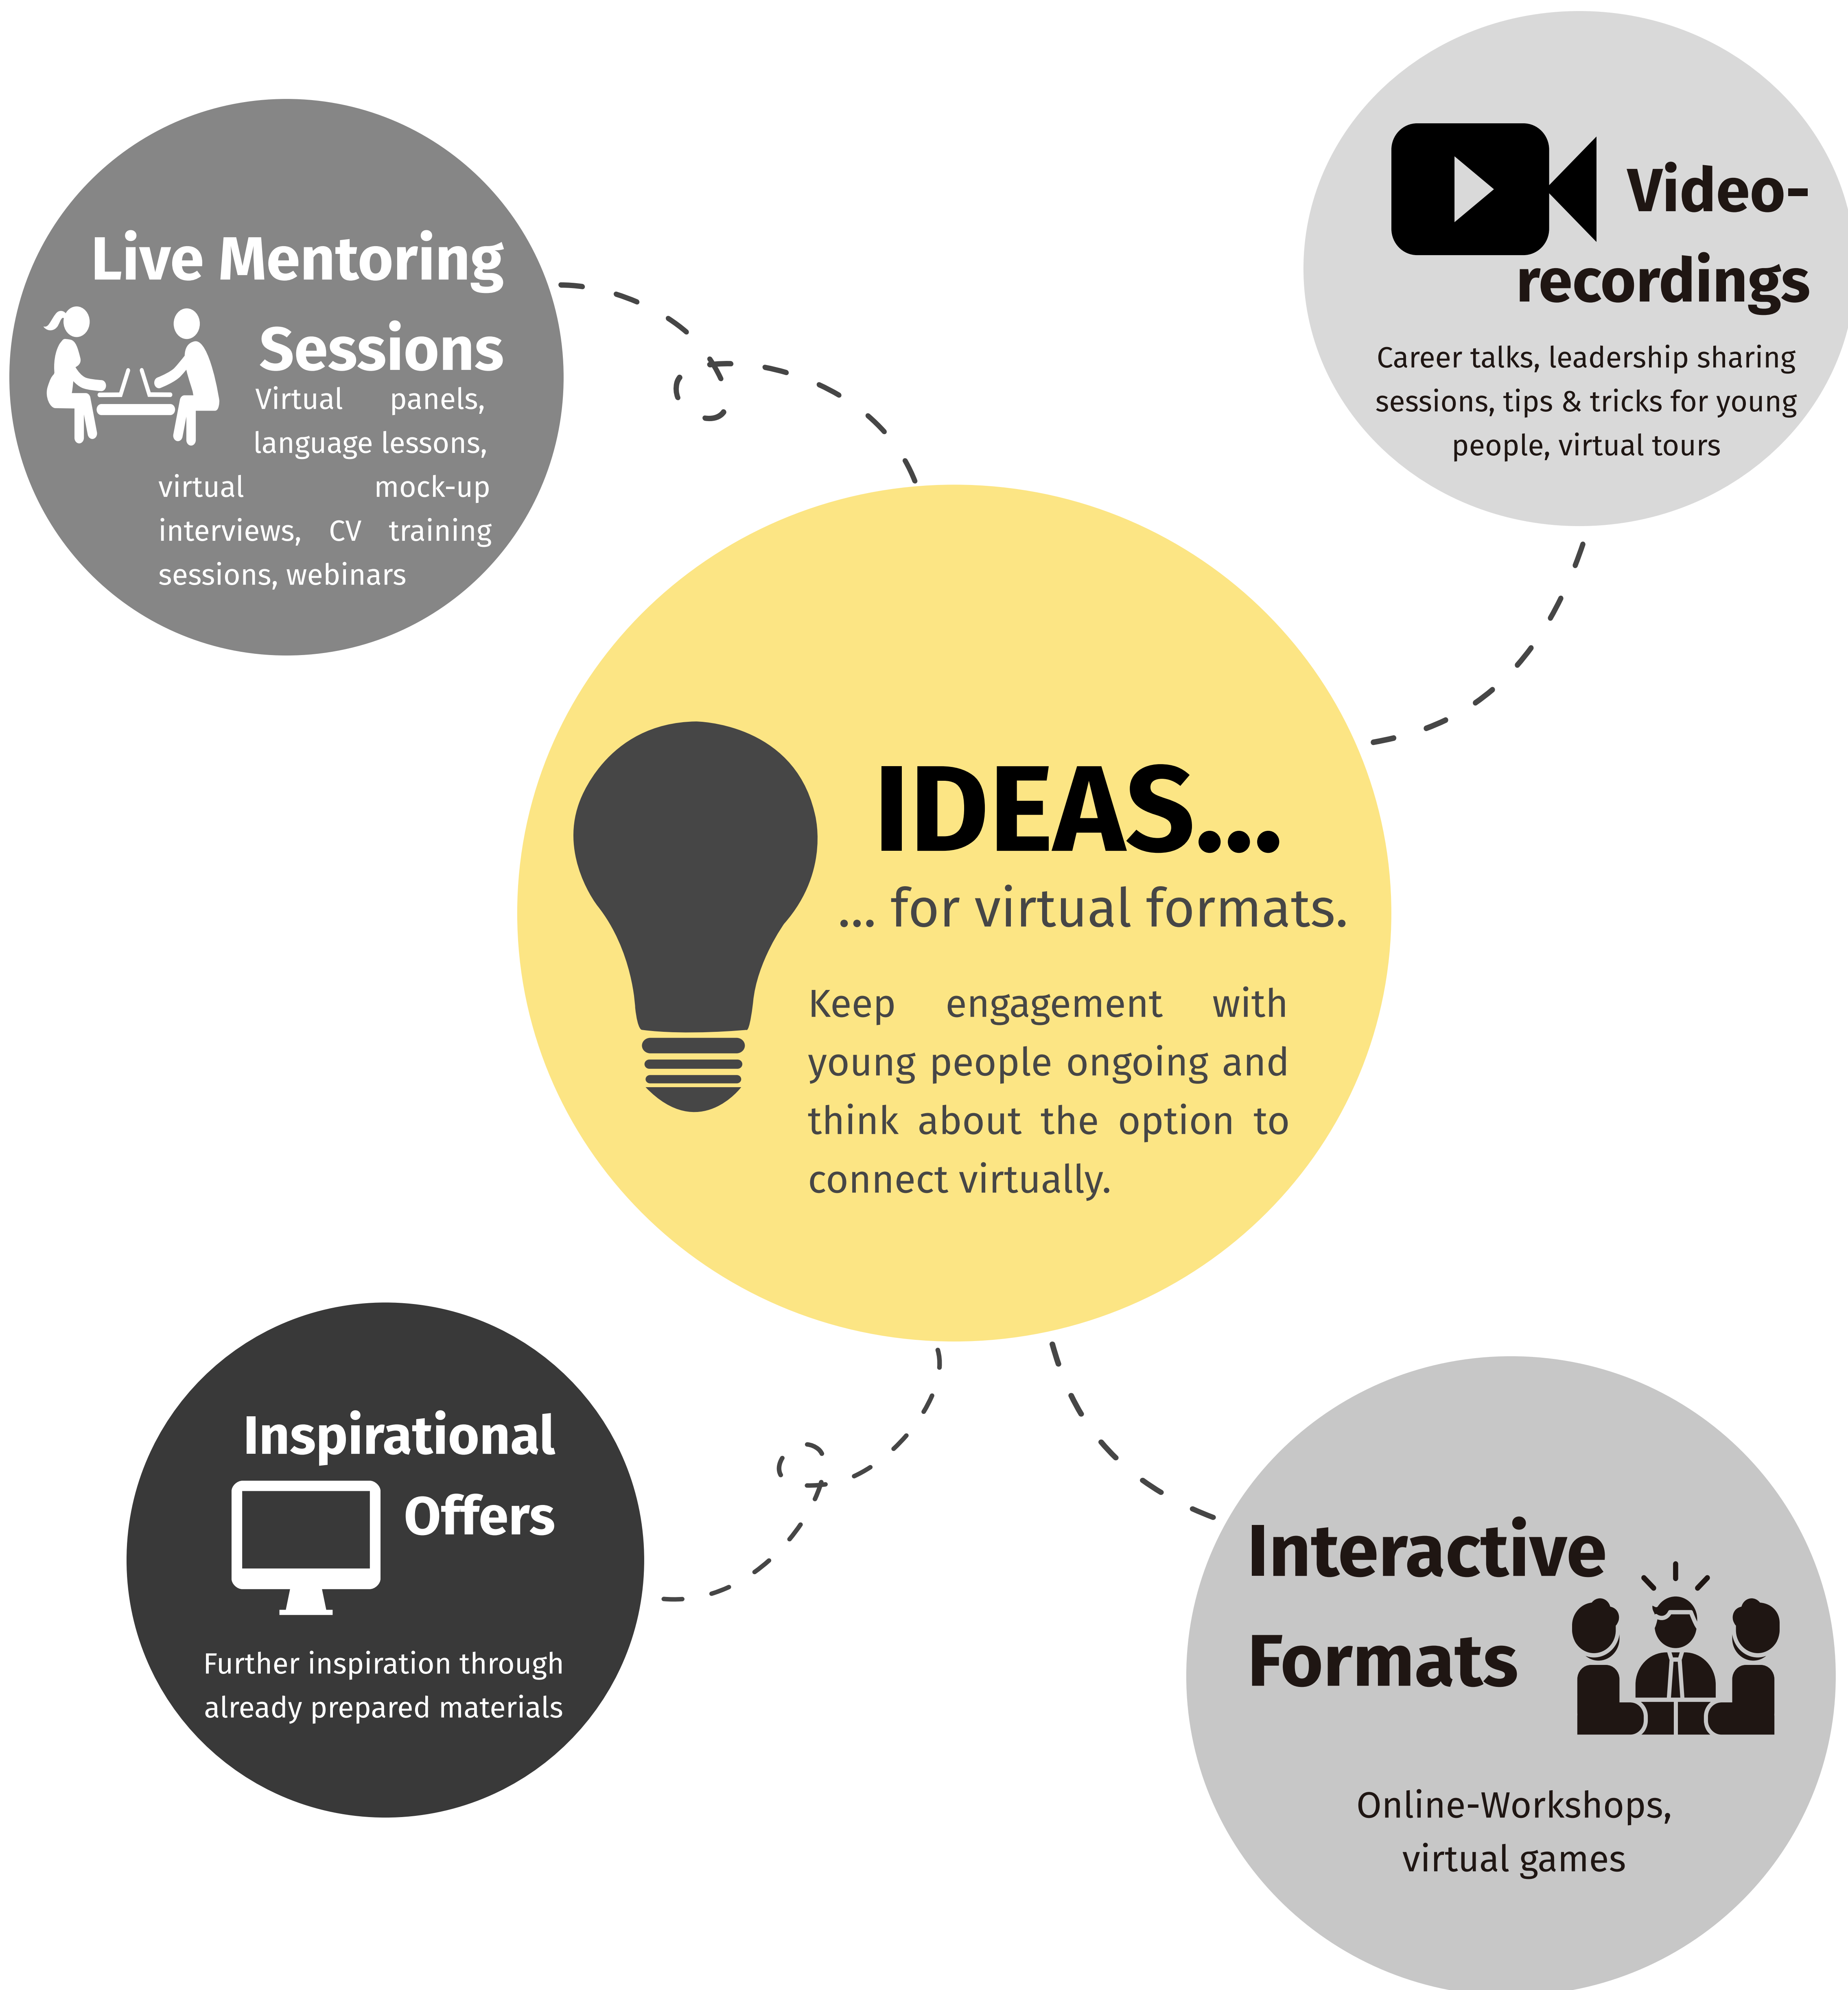 Live Mentoring
Sessions
Virtual panels,
language lessons,
virtual mock-up
interviews, CV training
sessions, webinars
Video-
recordings
Career talks, leadership sharing
sessions, tips & tricks for young
people, virtual tours
IDEAS...
... for virtual formats.
Keep engagement with
young people ongoing and
think about the option to
connect virtually.
Inspirational
Offers
Further inspiration through
already prepared materials
Interactive
Formats
Online-Workshops,
virtual games